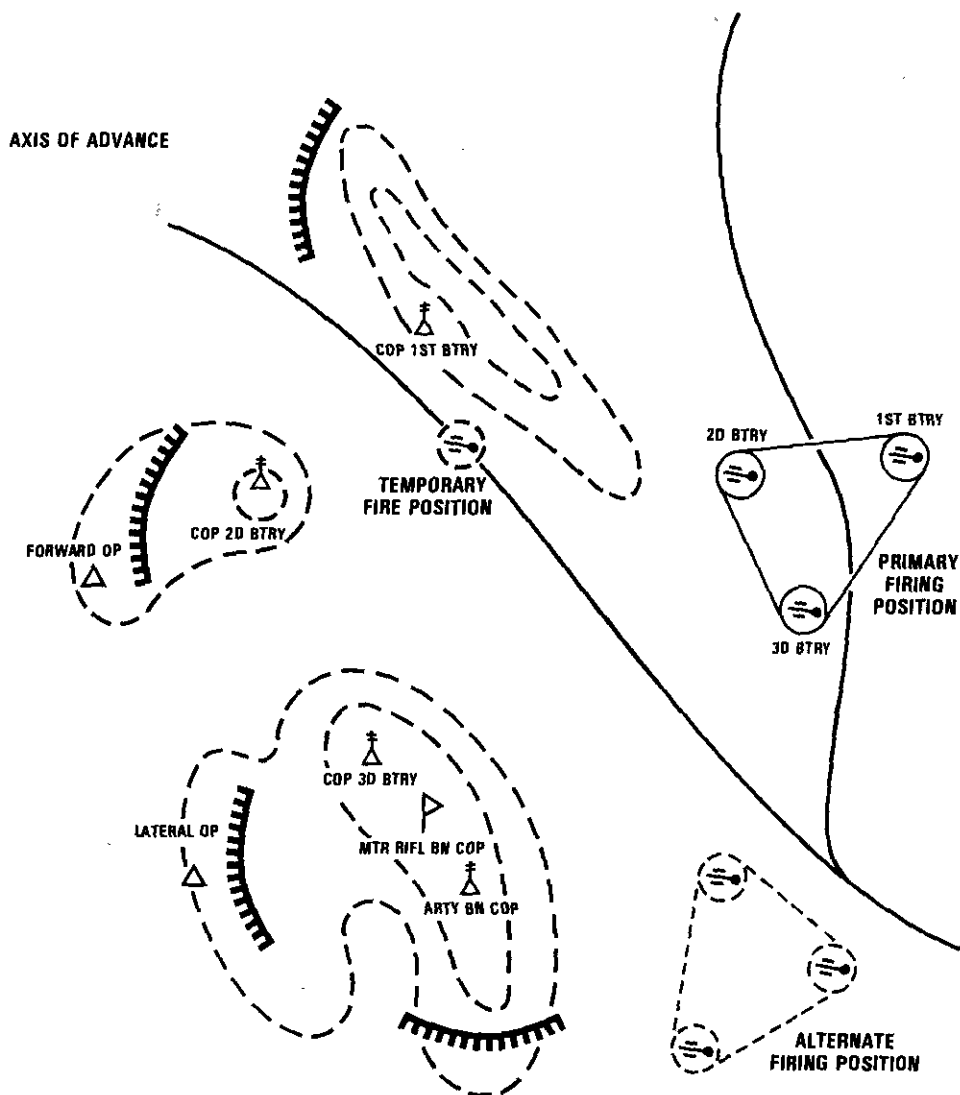 AXIS OF ADVANCE
COP 1ST BTRY
2D BTRY
1ST BTRY
TEMPORARY
FIRE POSITION
COP 2D BTRY
FORWARD OP
PRIMARY
FIRING
POSITION
3D BTRY
COP 3D BTRY
LATERAL OP
MTR RIFL BN COP
ARTY BN COP
ALTERNATE
FIRING POSITION